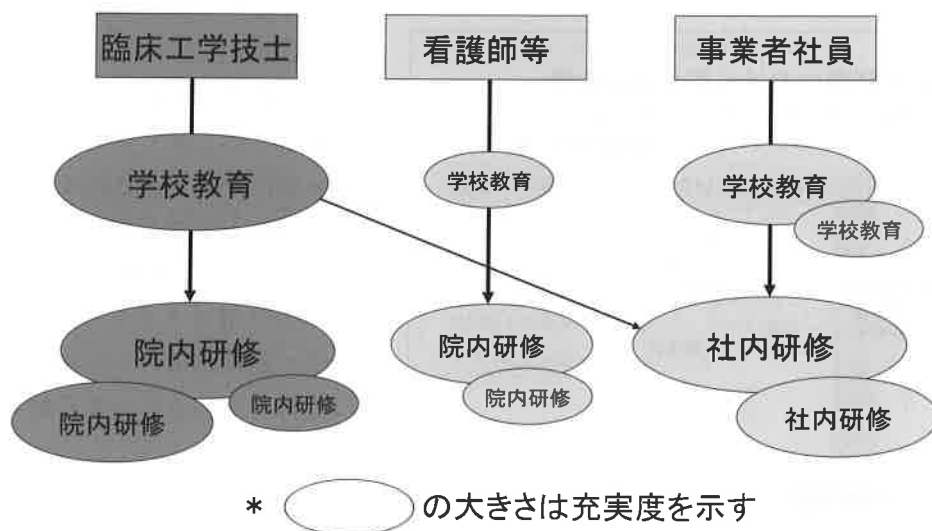 臨床工学技士
看護師等
事業者社員
学校教育
学校教育
学校教育
学校教育
院内研修
院内研修
院内研修
院内研修
院内研修
社内研修
社内研修
* の大きさは充実度を示す